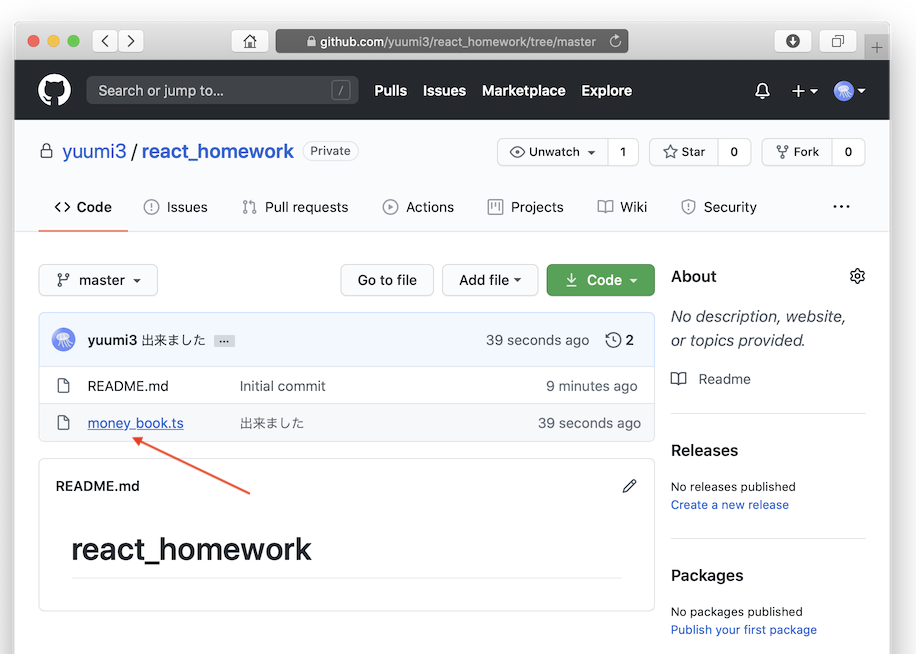 github.com/yuumi3/react_homework/tree/master
Search or jump to... / Pulls Issues Marketplace Explore
yuumi3 / react_homework Private Unwatch 1 Star 0 Fork 0
Code Issues Pull requests Actions Projects Wiki Security ...
master Go to file Add file Code
yuumi3 出来ました ... 39 seconds ago 2
README.md Initial commit 9 minutes ago
money_book.ts 出来ました 39 seconds ago
README.md
react_homework
About
No description, website,
or topics provided.
Readme
Releases
No releases published
Create a new release
Packages
No packages published
Publish your first package